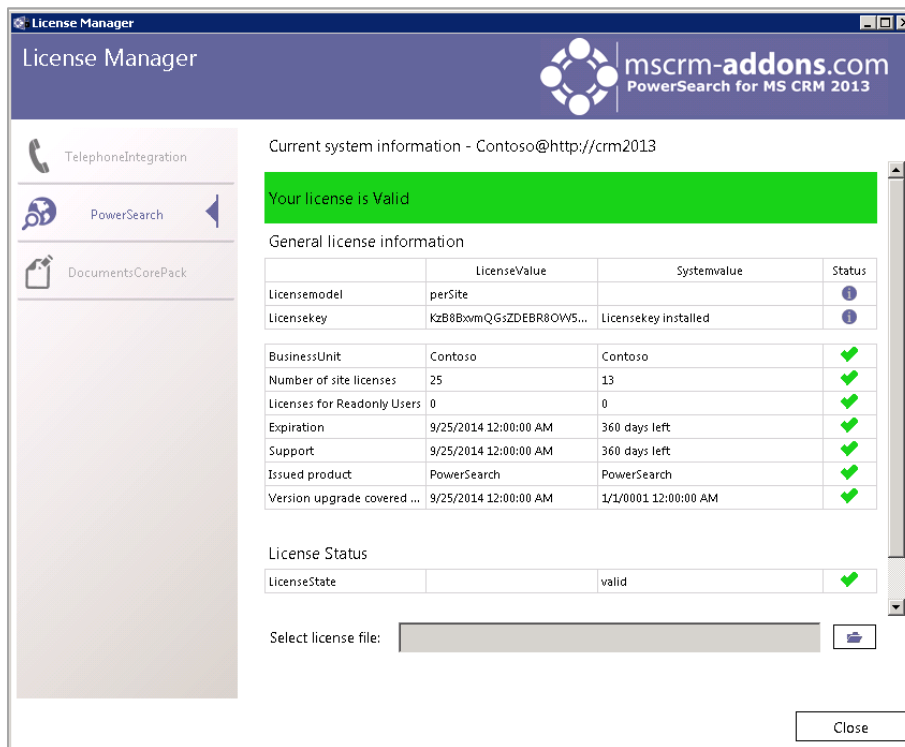 License Manager
License Manager
mscrm-addons.com
PowerSearch for MS CRM 2013
TelephoneIntegration
PowerSearch
DocumentsCorePack
Current system information - Contoso@http://crm2013
Your license is Valid
General license information
LicenseValue Systemvalue Status
Licensemodel perSite
Licensekey KzB8BxvmQGsZDEBR8OW5... Licensekey installed
BusinessUnit Contoso Contoso
Number of site licenses 25 13
Licenses for Readonly Users 0 0
Expiration 9/25/2014 12:00:00 AM 360 days left
Support 9/25/2014 12:00:00 AM 360 days left
Issued product PowerSearch PowerSearch
Version upgrade covered ... 9/25/2014 12:00:00 AM 1/1/0001 12:00:00 AM
License Status
LicenseState valid
Select license file:
Close